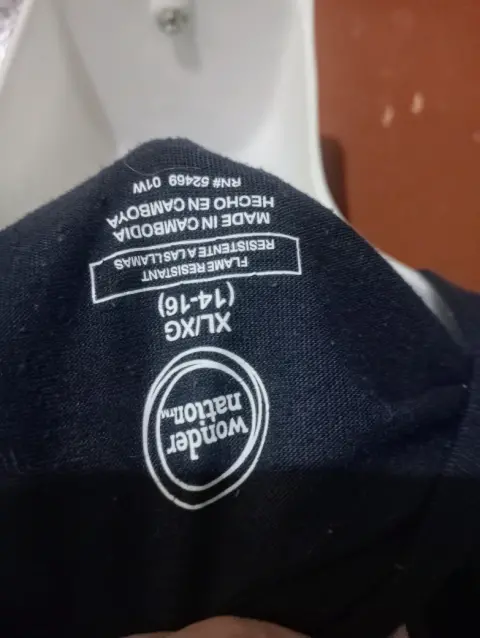 wonder
nation™
XL/XG
(14-16)
FLAME RESISTANT
RESISTENTE A LAS LLAMAS
MADE IN CAMBODIA
HECHO EN CAMBOYA
RN# 52469 01W